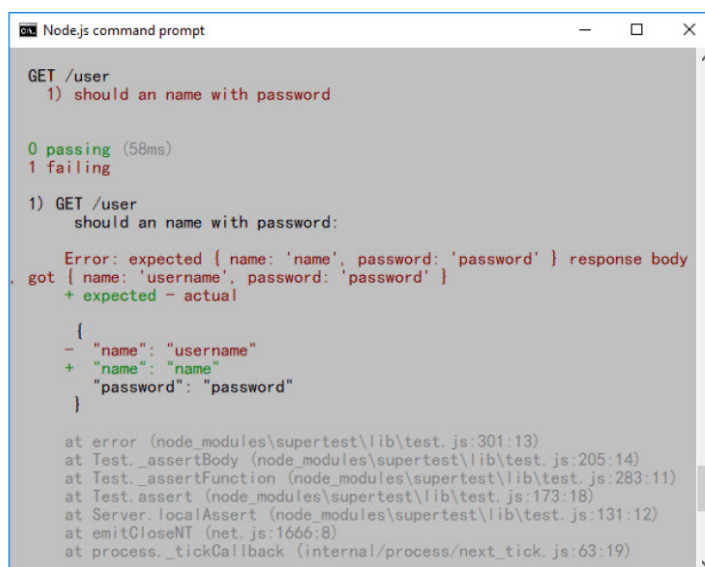 Node.js command prompt
GET /user
1) should an name with password
0 passing (58ms)
1 failing
1) GET /user
should an name with password:
Error: expected { name: 'name', password: 'password' } response body
, got { name: 'username', password: 'password' }
+ expected - actual
{
- "name": "username"
+ "name": "name"
"password": "password"
}
at error (node_modules\supertest\lib\test.js:301:13)
at Test._assertBody (node_modules\supertest\lib\test.js:205:14)
at Test._assertFunction (node_modules\supertest\lib\test.js:283:11)
at Test.assert (node_modules\supertest\lib\test.js:173:18)
at Server.localAssert (node_modules\supertest\lib\test.js:131:12)
at emitCloseNT (net.js:1666:8)
at process._tickCallback (internal/process/next_tick.js:63:19)